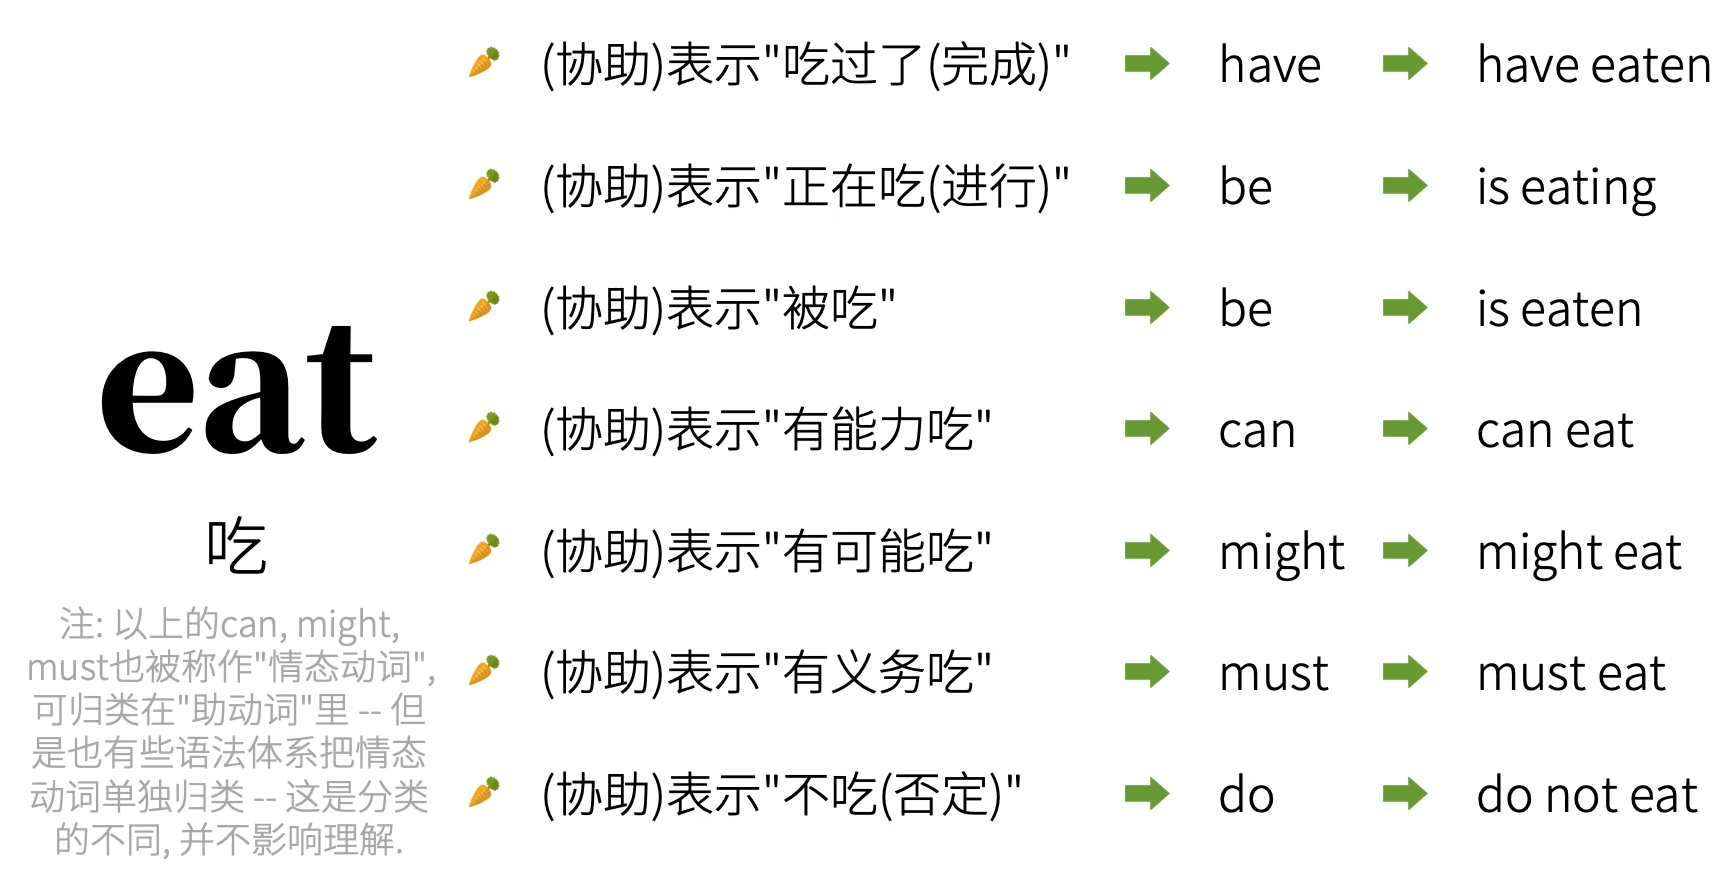 (协助)表示"吃过了(完成)" have have eaten
(协助)表示"正在吃(进行)" be is eating
(协助)表示"被吃" be is eaten
(协助)表示"有能力吃" can can eat
(协助)表示"有可能吃" might might eat
(协助)表示"有义务吃" must must eat
(协助)表示"不吃(否定)" do do not eat
eat
吃
注: 以上的can, might,
must也被称作"情态动词",
可归类在"助动词"里 -- 但
是也有些语法体系把情态
动词单独归类 -- 这是分类
的不同, 并不影响理解.